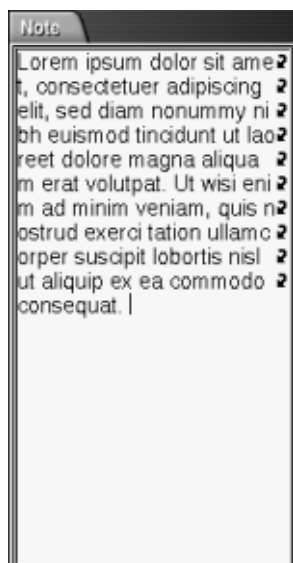 Note
Lorem ipsum dolor sit ame
t, consectetuer adipiscing
elit, sed diam nonummy ni
bh euismod tincidunt ut lao
reet dolore magna aliqua
m erat volutpat. Ut wisi eni
m ad minim veniam, quis n
ostrud exerci tation ullamc
orper suscipit lobortis nisl
ut aliquip ex ea commodo
consequat.